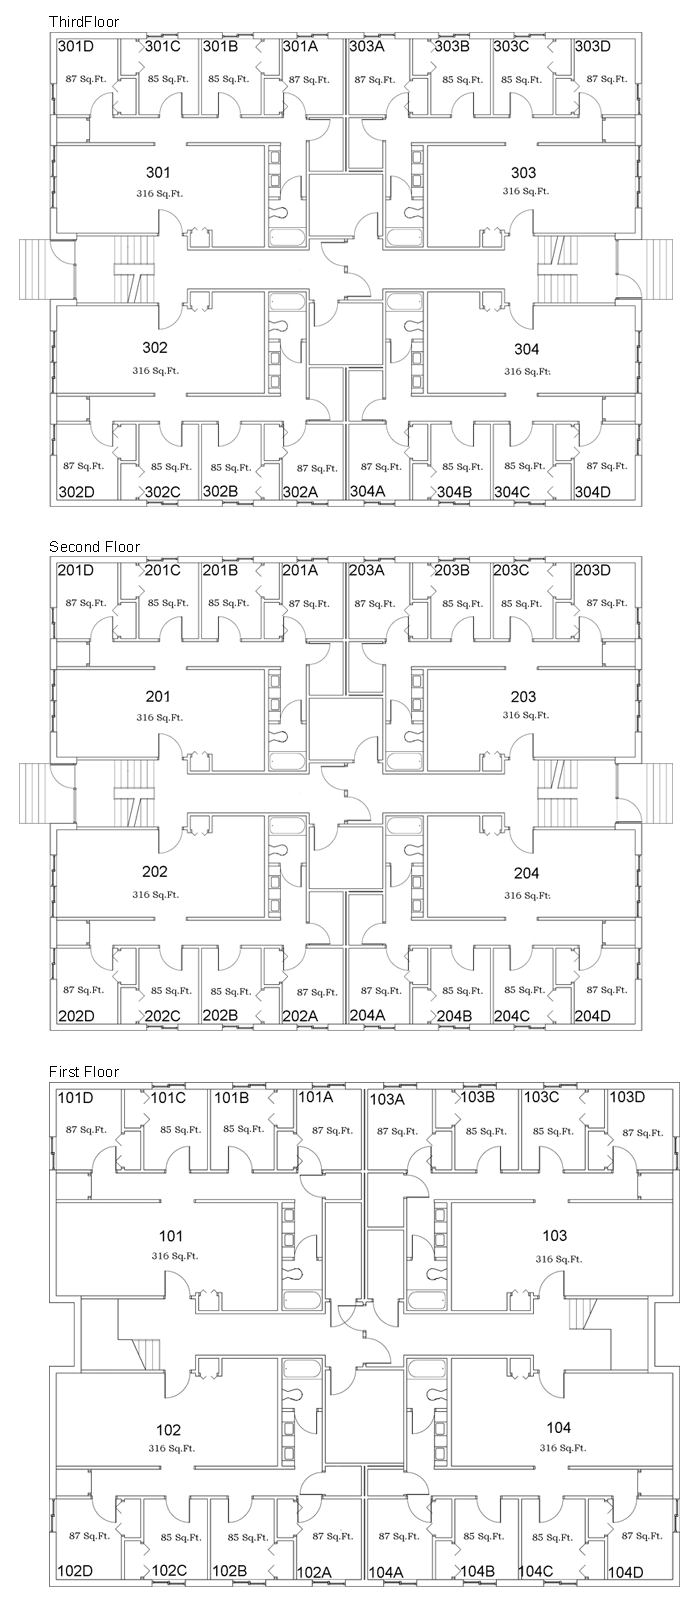 ThirdFloor
301D 301C 301B 301A 303A 303B 303C 303D
87 Sq.Ft. 85 Sq.Ft. 85 Sq.Ft. 87 Sq.Ft. 87 Sq.Ft. 85 Sq.Ft. 85 Sq.Ft. 87 Sq.Ft.
301 303
316 Sq.Ft. 316 Sq.Ft.
302 304
316 Sq.Ft. 316 Sq.Ft.
87 Sq.Ft. 85 Sq.Ft. 85 Sq.Ft. 87 Sq.Ft. 87 Sq.Ft. 85 Sq.Ft. 85 Sq.Ft. 87 Sq.Ft.
302D 302C 302B 302A 304A 304B 304C 304D
Second Floor
201D 201C 201B 201A 203A 203B 203C 203D
87 Sq.Ft. 85 Sq.Ft. 85 Sq.Ft. 87 Sq.Ft. 87 Sq.Ft. 85 Sq.Ft. 85 Sq.Ft. 87 Sq.Ft.
201 203
316 Sq.Ft. 316 Sq.Ft.
202 204
316 Sq.Ft. 316 Sq.Ft.
87 Sq.Ft. 85 Sq.Ft. 85 Sq.Ft. 87 Sq.Ft. 87 Sq.Ft. 85 Sq.Ft. 85 Sq.Ft. 87 Sq.Ft.
202D 202C 202B 202A 204A 204B 204C 204D
First Floor
101D 101C 101B 101A 103A 103B 103C 103D
87 Sq.Ft. 85 Sq.Ft. 85 Sq.Ft. 87 Sq.Ft. 87 Sq.Ft. 85 Sq.Ft. 85 Sq.Ft. 87 Sq.Ft.
101 103
316 Sq.Ft. 316 Sq.Ft.
102 104
316 Sq.Ft. 316 Sq.Ft.
87 Sq.Ft. 85 Sq.Ft. 85 Sq.Ft. 87 Sq.Ft. 87 Sq.Ft. 85 Sq.Ft. 85 Sq.Ft. 87 Sq.Ft.
102D 102C 102B 102A 104A 104B 104C 104D